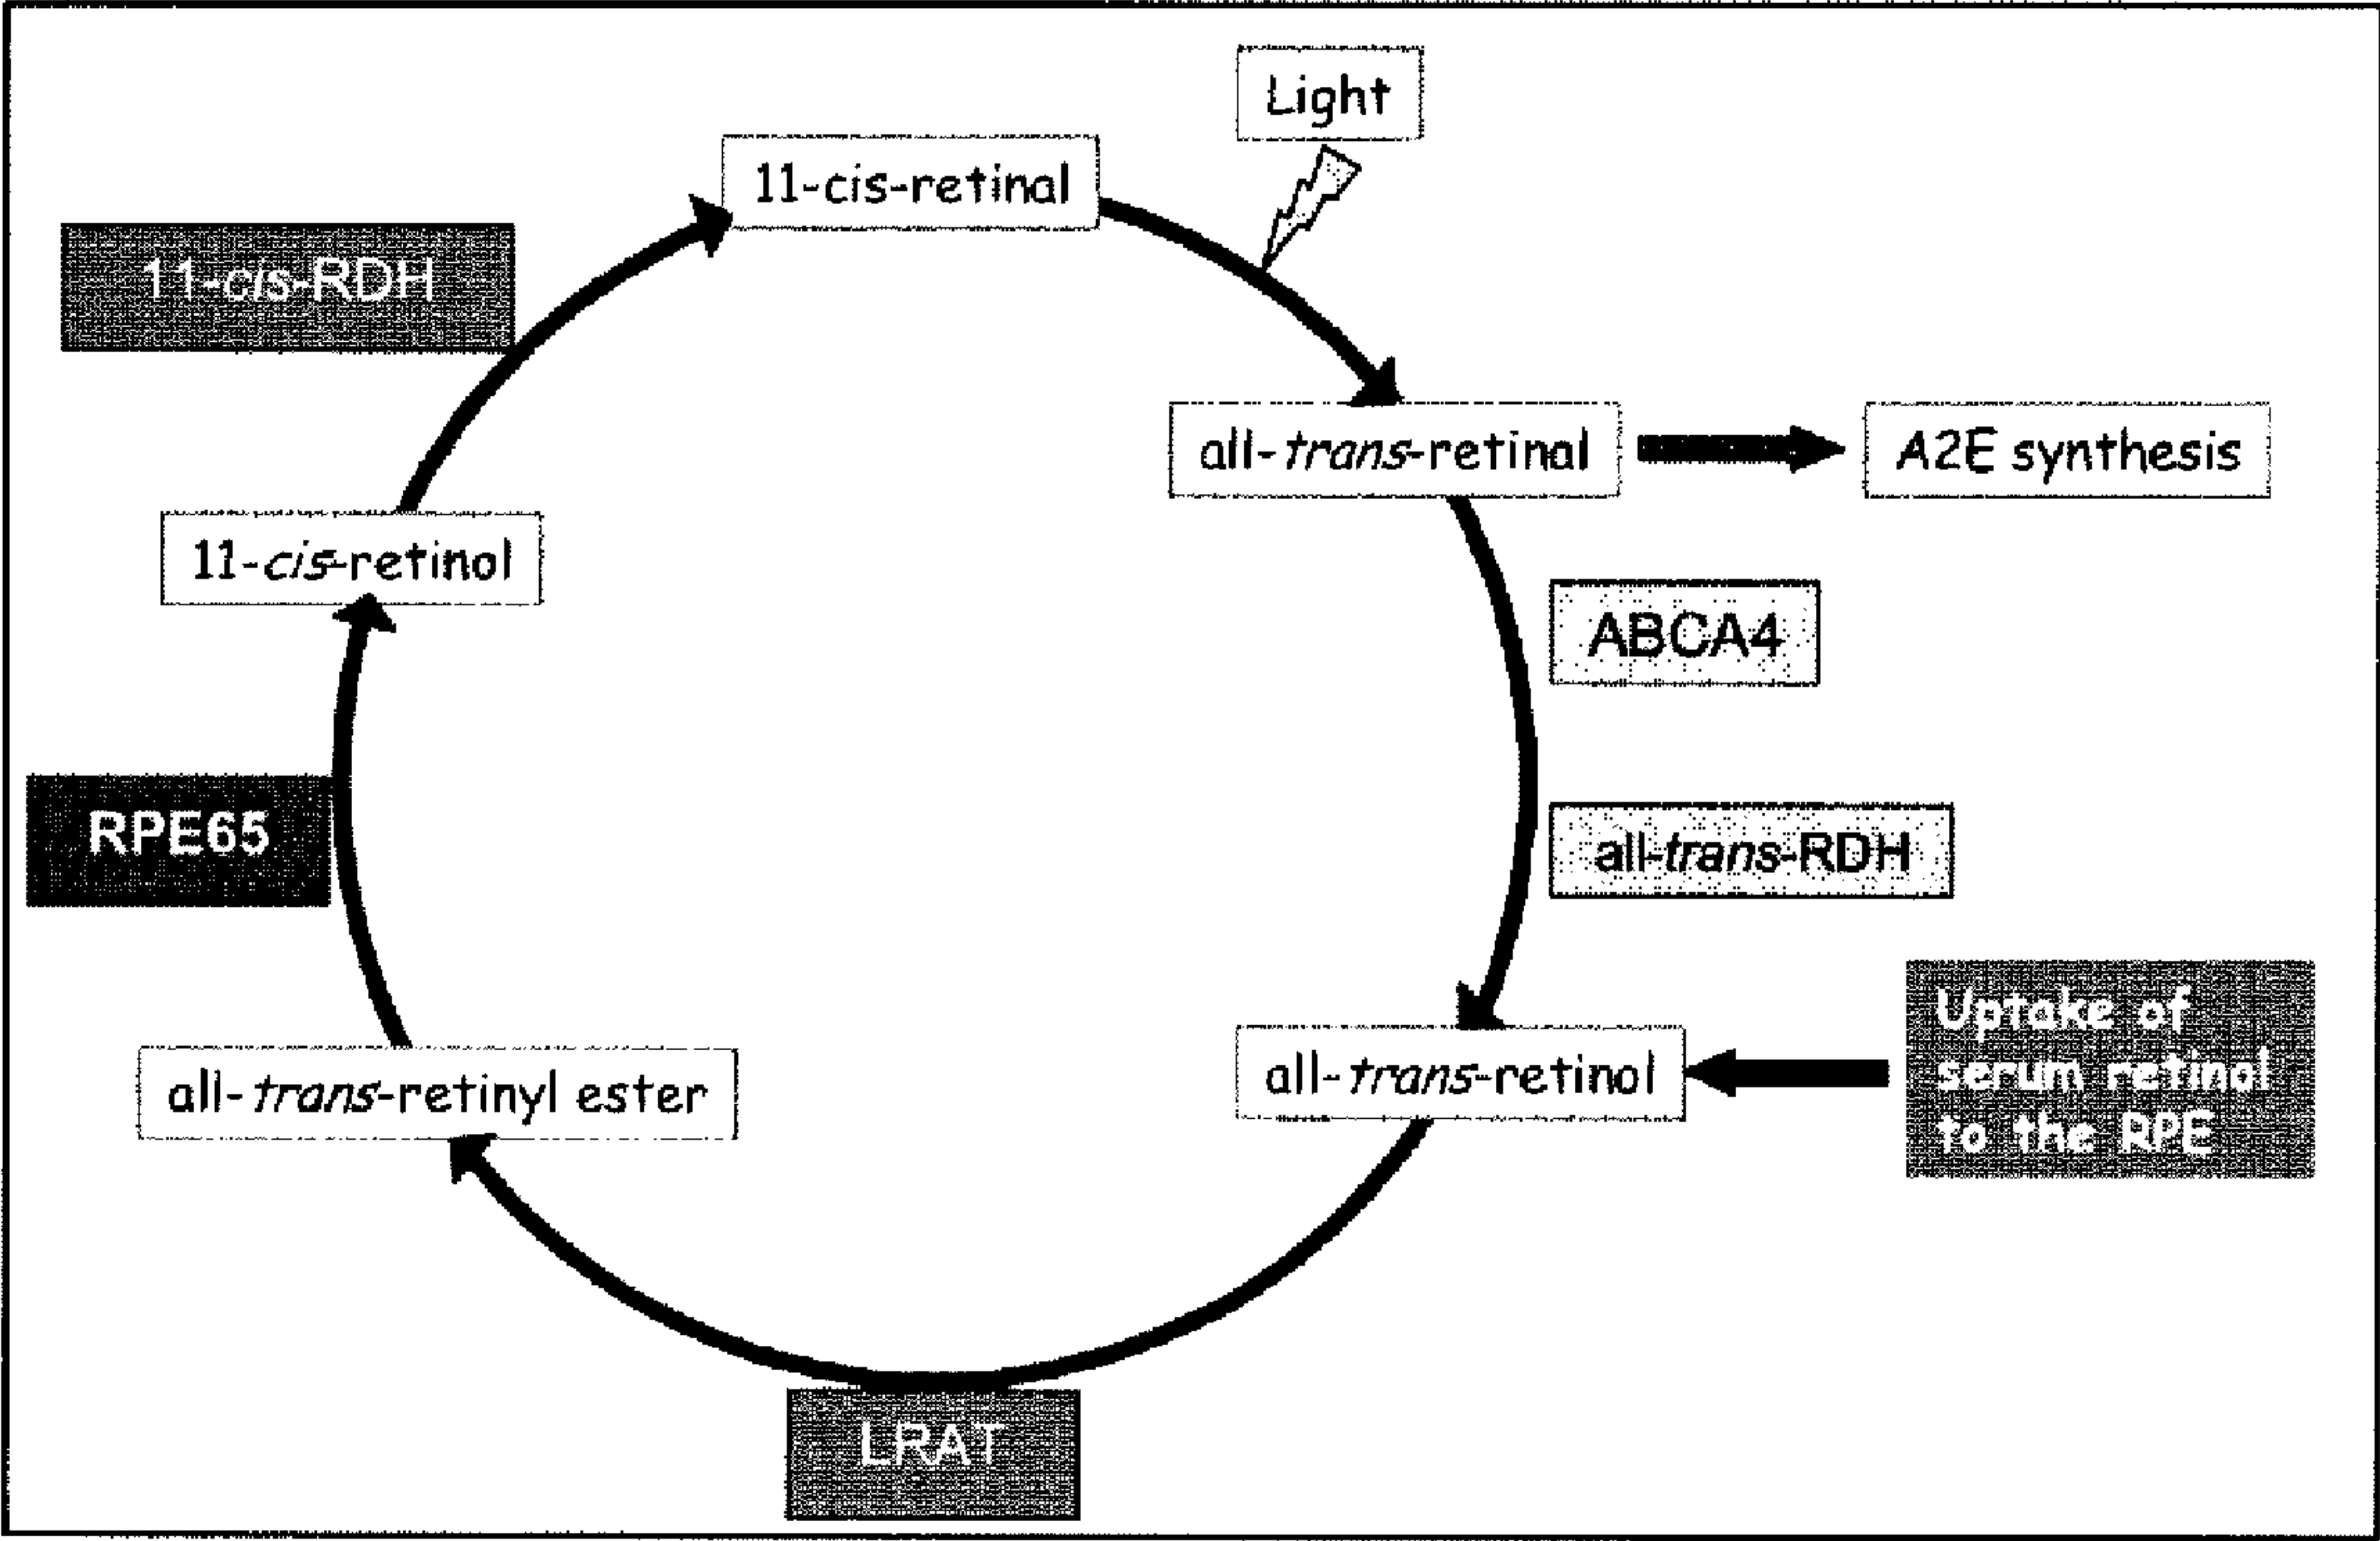 Light
11-cis-retinal
11-cis-RDH
all-trans-retinal
A2E synthesis
11-cis-retinol
ABCA4
RPE65
all-trans-RDH
Uptake of
serum retinol
to the RPE
all-trans-retinol
all-trans-retinyl ester
LRAT